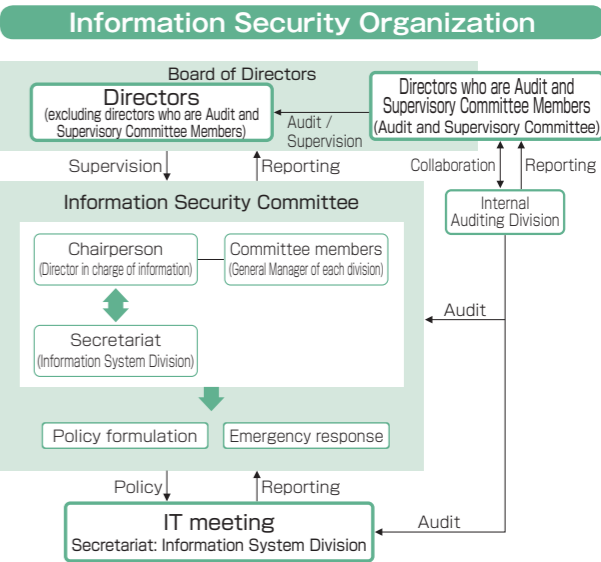 Information Security Organization
Board of Directors
Directors
(excluding directors who are Audit and
Supervisory Committee Members)
Audit /
Supervision
Directors who are Audit and
Supervisory Committee Members
(Audit and Supervisory Committee)
Supervision
Reporting
Collaboration
Reporting
Internal
Auditing Division
Information Security Committee
Chairperson
(Director in charge of information)
Committee members
(General Manager of each division)
Secretariat
(Information System Division)
Audit
Policy formulation
Emergency response
Policy
Reporting
IT meeting
Secretariat: Information System Division
Audit